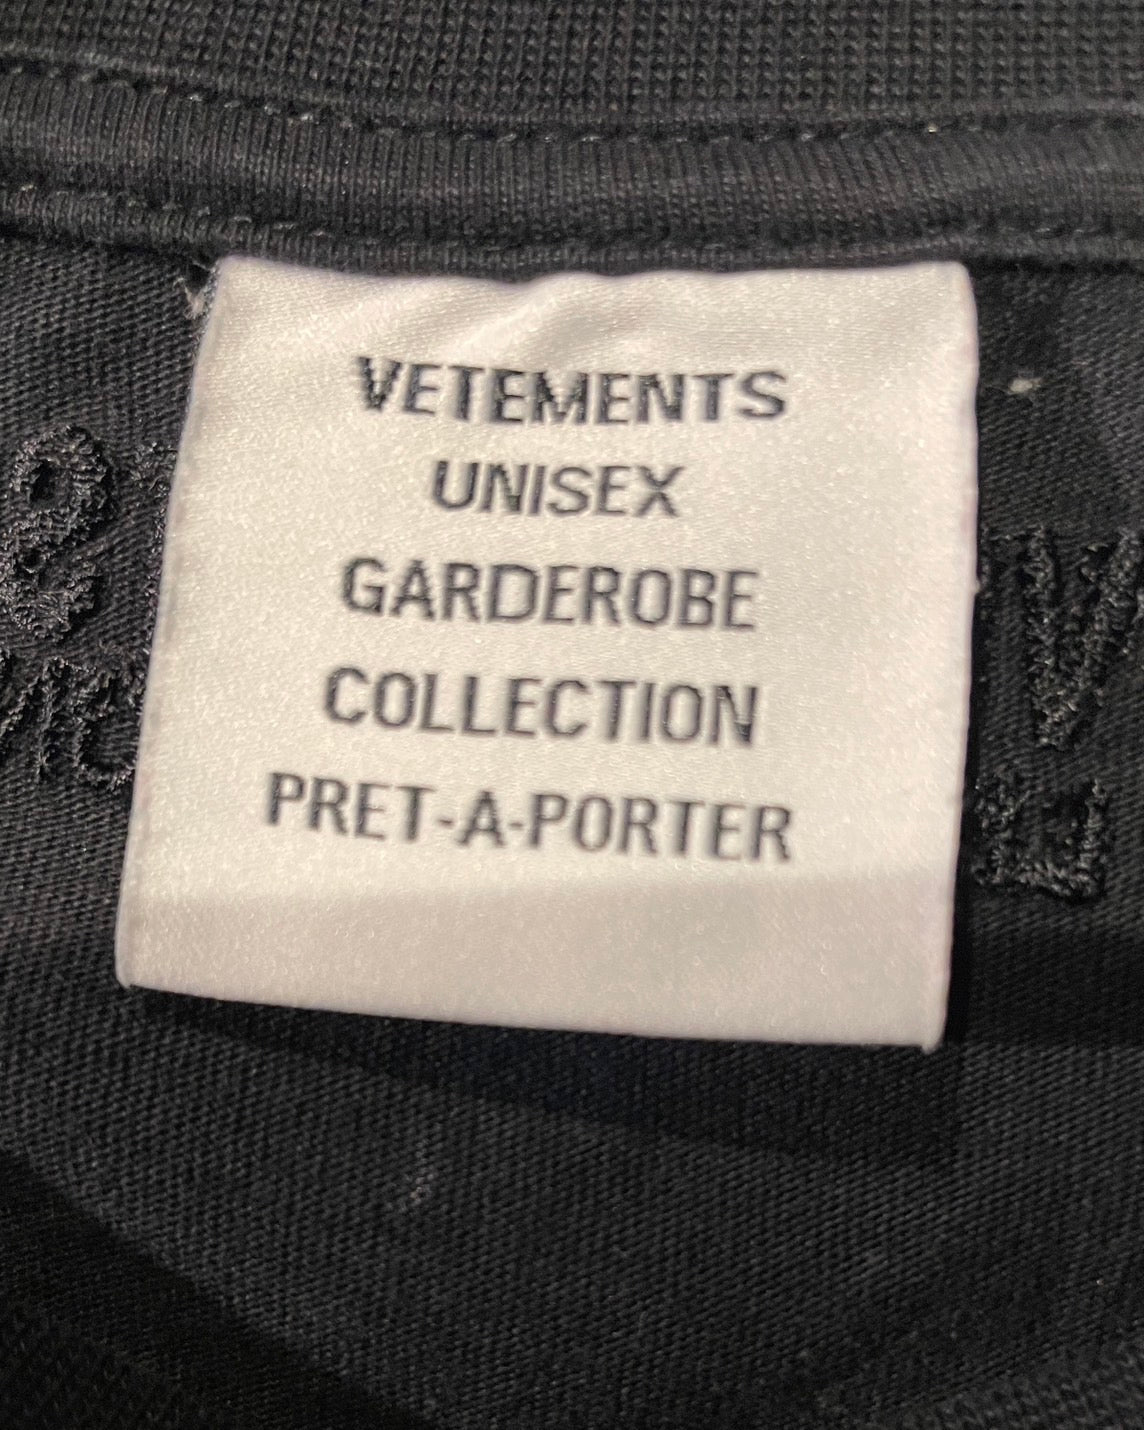 VETEMENTS
UNISEX
GARDEROBE
COLLECTION
PRET-A-PORTER